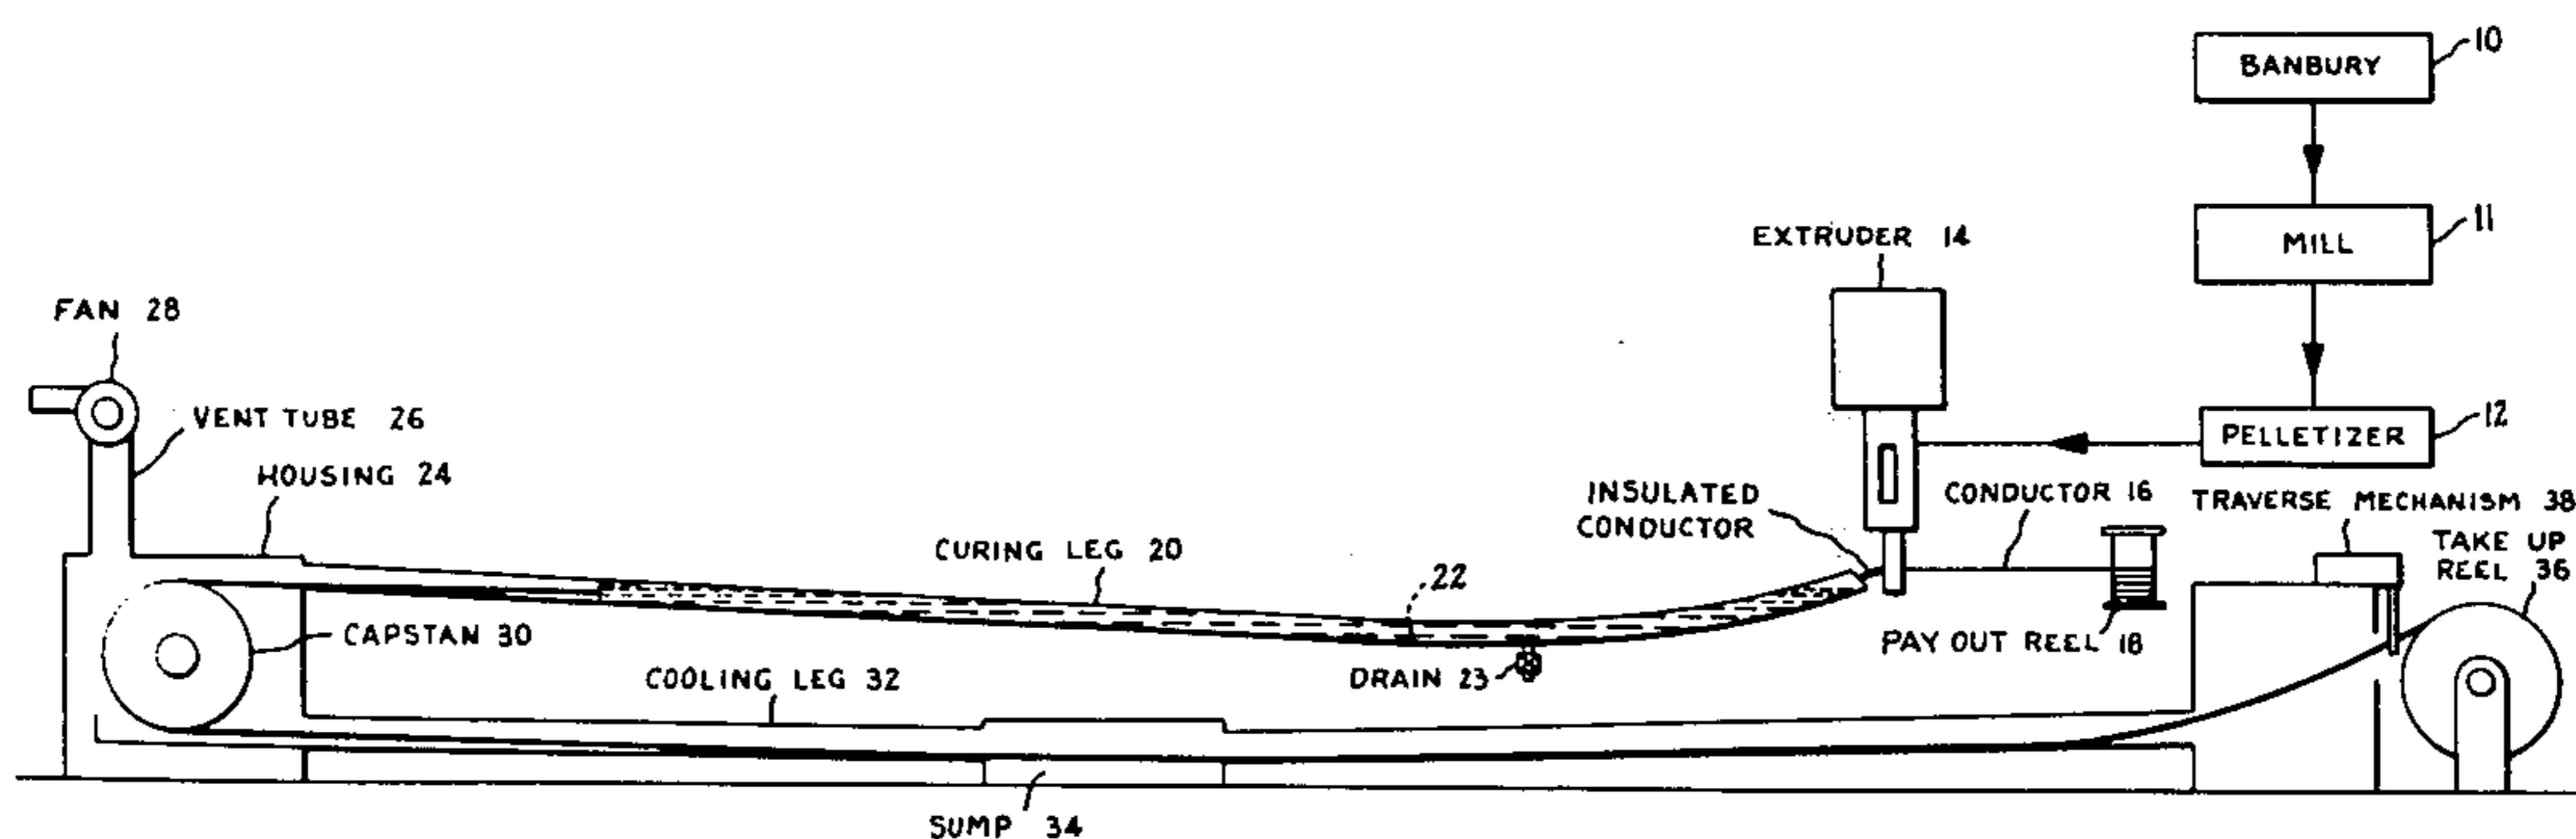 10
BANBURY
11
MILL
EXTRUDER 14
FAN 28
12
PELLETIZER
VENT TUBE 26
HOUSING 24
INSULATED
CONDUCTOR
CONDUCTOR 16
TRAVERSE MECHANISM 38
TAKE UP
REEL 36
CURING LEG 20
22
CAPSTAN 30
PAY OUT REEL 18
COOLING LEG 32
DRAIN 23
SUMP 34